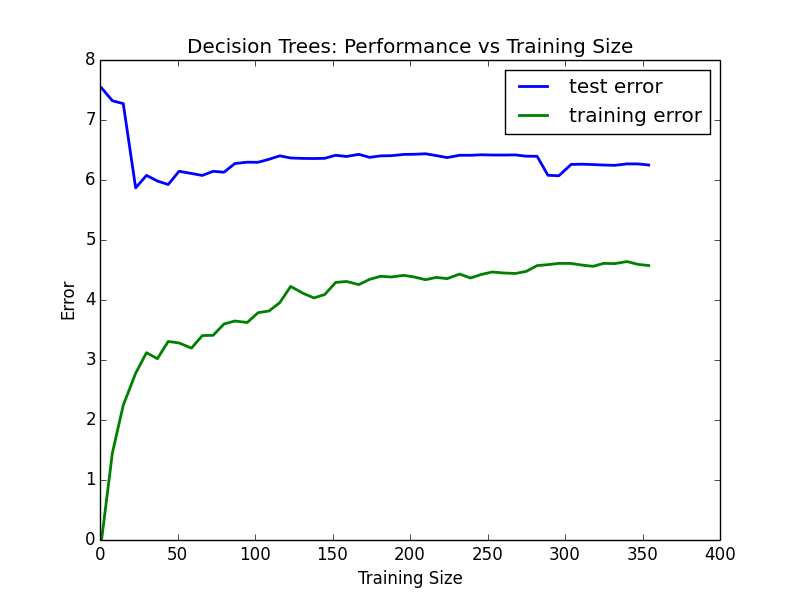 Decision Trees: Performance vs Training Size
8
7
6
5
4
3
2
1
0
Error
test error
training error
0 50 100 150 200 250 300 350 400
Training Size